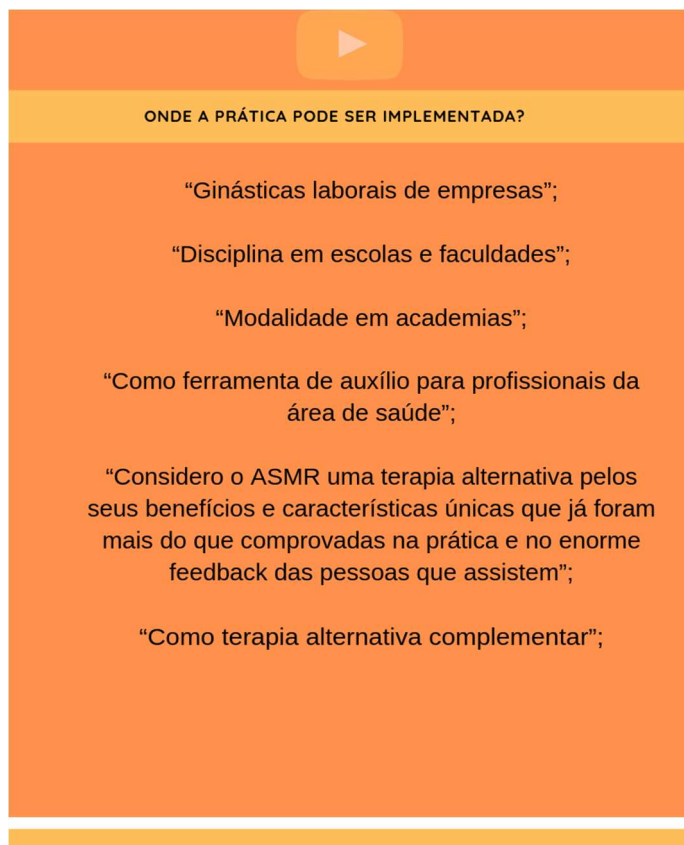 ONDE A PRÁTICA PODE SER IMPLEMENTADA?
“Ginásticas laborais de empresas”;
“Disciplina em escolas e faculdades”;
“Modalidade em academias”;
“Como ferramenta de auxílio para profissionais da
área de saúde”;
“Considero o ASMR uma terapia alternativa pelos
seus benefícios e características únicas que já foram
mais do que comprovadas na prática e no enorme
feedback das pessoas que assistem”;
“Como terapia alternativa complementar”;